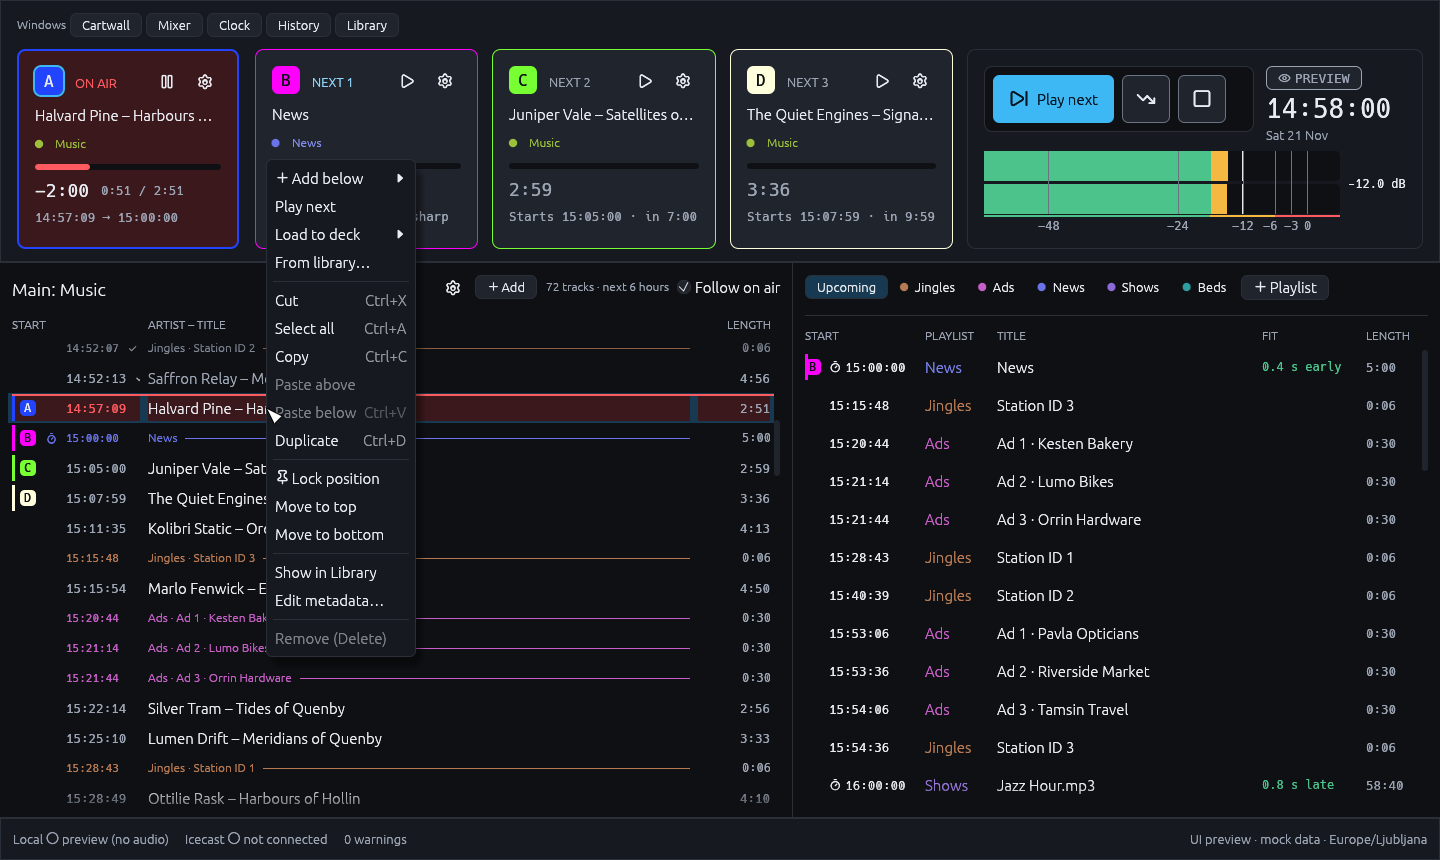 Windows Cartwall Mixer Clock History Library
A ON AIR
Halvard Pine – Harbours …
Music
−2:00 0:51 / 2:51
14:57:09 → 15:00:00
B NEXT 1
News
News
sharp
C NEXT 2
Juniper Vale – Satellites o…
Music
2:59
Starts 15:05:00 · in 7:00
D NEXT 3
The Quiet Engines – Signa…
Music
3:36
Starts 15:07:59 · in 9:59
Play next
PREVIEW
14:58:00
Sat 21 Nov
-12.0 dB
−48 −24 −12 −6 −3 0
+ Add below
Play next
Load to deck
From library…
Cut Ctrl+X
Select all Ctrl+A
Copy Ctrl+C
Paste above
Paste below Ctrl+V
Duplicate Ctrl+D
Lock position
Move to top
Move to bottom
Show in Library
Edit metadata…
Remove (Delete)
Main: Music
+ Add 72 tracks · next 6 hours Follow on air
START ARTIST – TITLE LENGTH
14:52:07 Jingles · Station ID 2 0:06
14:52:13 Saffron Relay – 4:56
A 14:57:09 Halvard Pine – 2:51
B 15:00:00 News 5:00
C 15:05:00 Juniper Vale – 2:59
D 15:07:59 The Quiet Engines 3:36
15:11:35 Kolibri Static – 4:13
15:15:48 Jingles · Station ID 3 0:06
15:15:54 Marlo Fenwick – 4:50
15:20:44 Ads · Ad 1 · Kesten 0:30
15:21:14 Ads · Ad 2 · Lumo Bikes 0:30
15:21:44 Ads · Ad 3 · Orrin Hardware 0:30
15:22:14 Silver Tram – Tides of Quenby 2:56
15:25:10 Lumen Drift – Meridians of Quenby 3:33
15:28:43 Jingles · Station ID 1 0:06
15:28:49 Ottilie Rask – Harbours of Hollin 4:10
Upcoming Jingles Ads News Shows Beds + Playlist
START PLAYLIST TITLE FIT LENGTH
B 15:00:00 News News 0.4 s early 5:00
15:15:48 Jingles Station ID 3 0:06
15:20:44 Ads Ad 1 · Kesten Bakery 0:30
15:21:14 Ads Ad 2 · Lumo Bikes 0:30
15:21:44 Ads Ad 3 · Orrin Hardware 0:30
15:28:43 Jingles Station ID 1 0:06
15:40:39 Jingles Station ID 2 0:06
15:53:06 Ads Ad 1 · Pavla Opticians 0:30
15:53:36 Ads Ad 2 · Riverside Market 0:30
15:54:06 Ads Ad 3 · Tamsin Travel 0:30
15:54:36 Jingles Station ID 3 0:06
16:00:00 Shows Jazz Hour.mp3 0.8 s late 58:40
Local preview (no audio) Icecast not connected 0 warnings
UI preview · mock data · Europe/Ljubljana